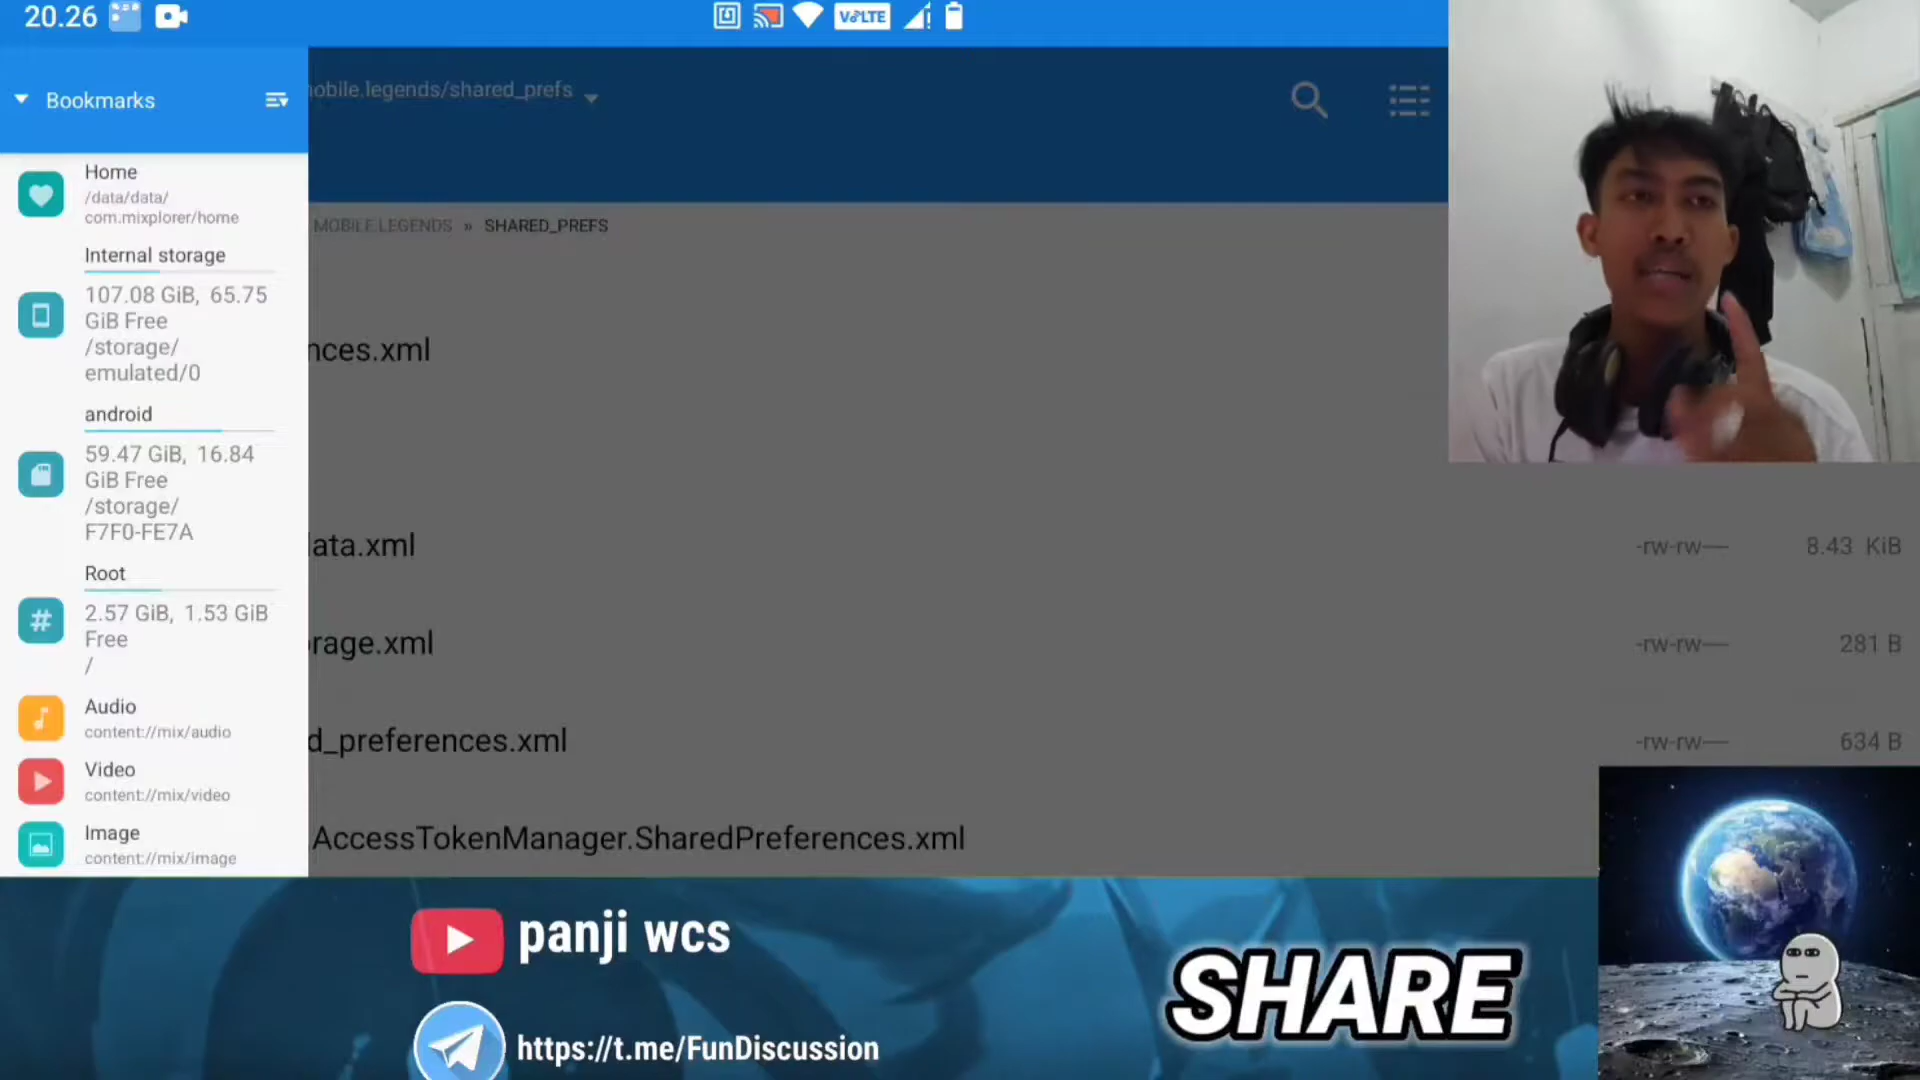 20.26
VoLTE
Bookmarks
Home
/data/data/
com.mixplorer/home
Internal storage
107.08 GiB, 65.75
GiB Free
/storage/
emulated/0
android
59.47 GiB, 16.84
GiB Free
/storage/
F7F0-FE7A
Root
2.57 GiB, 1.53 GiB
Free
/
Audio
content://mix/audio
Video
content://mix/video
Image
content://mix/image
obile.legends/shared_prefs
MOBILE.LEGENDS » SHARED_PREFS
nces.xml
ata.xml -rw-rw---- 8.43 KiB
rage.xml -rw-rw---- 281 B
d_preferences.xml -rw-rw---- 634 B
AccessTokenManager.SharedPreferences.xml
panji wcs
https://t.me/FunDiscussion
SHARE